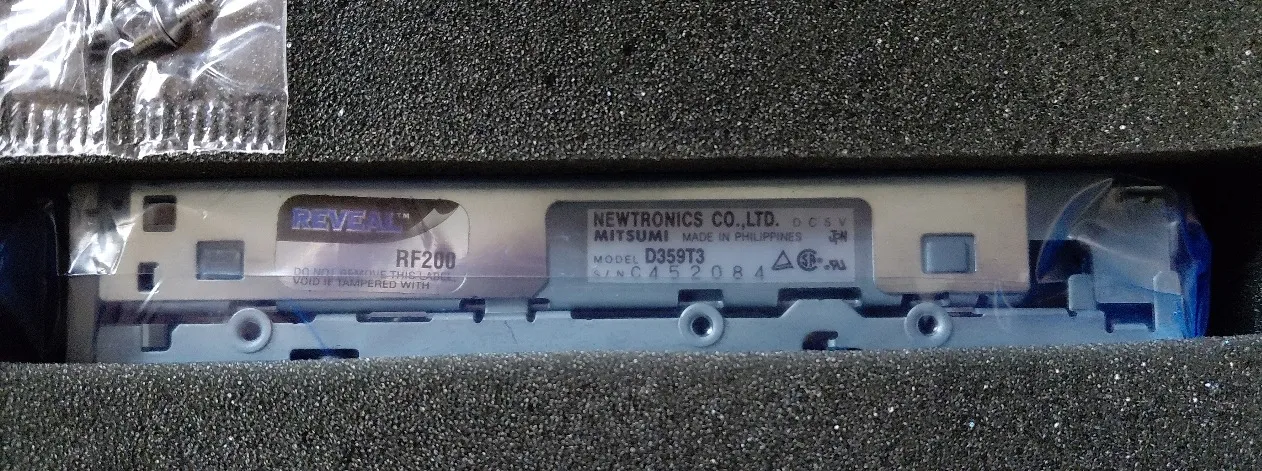 REVEAL™
RF200
DO NOT REMOVE THIS LABEL
VOID IF TAMPERED WITH
NEWTRONICS CO.,LTD. DC5V
MITSUMI MADE IN PHILIPPINES
MODEL D359T3
S/N C452084